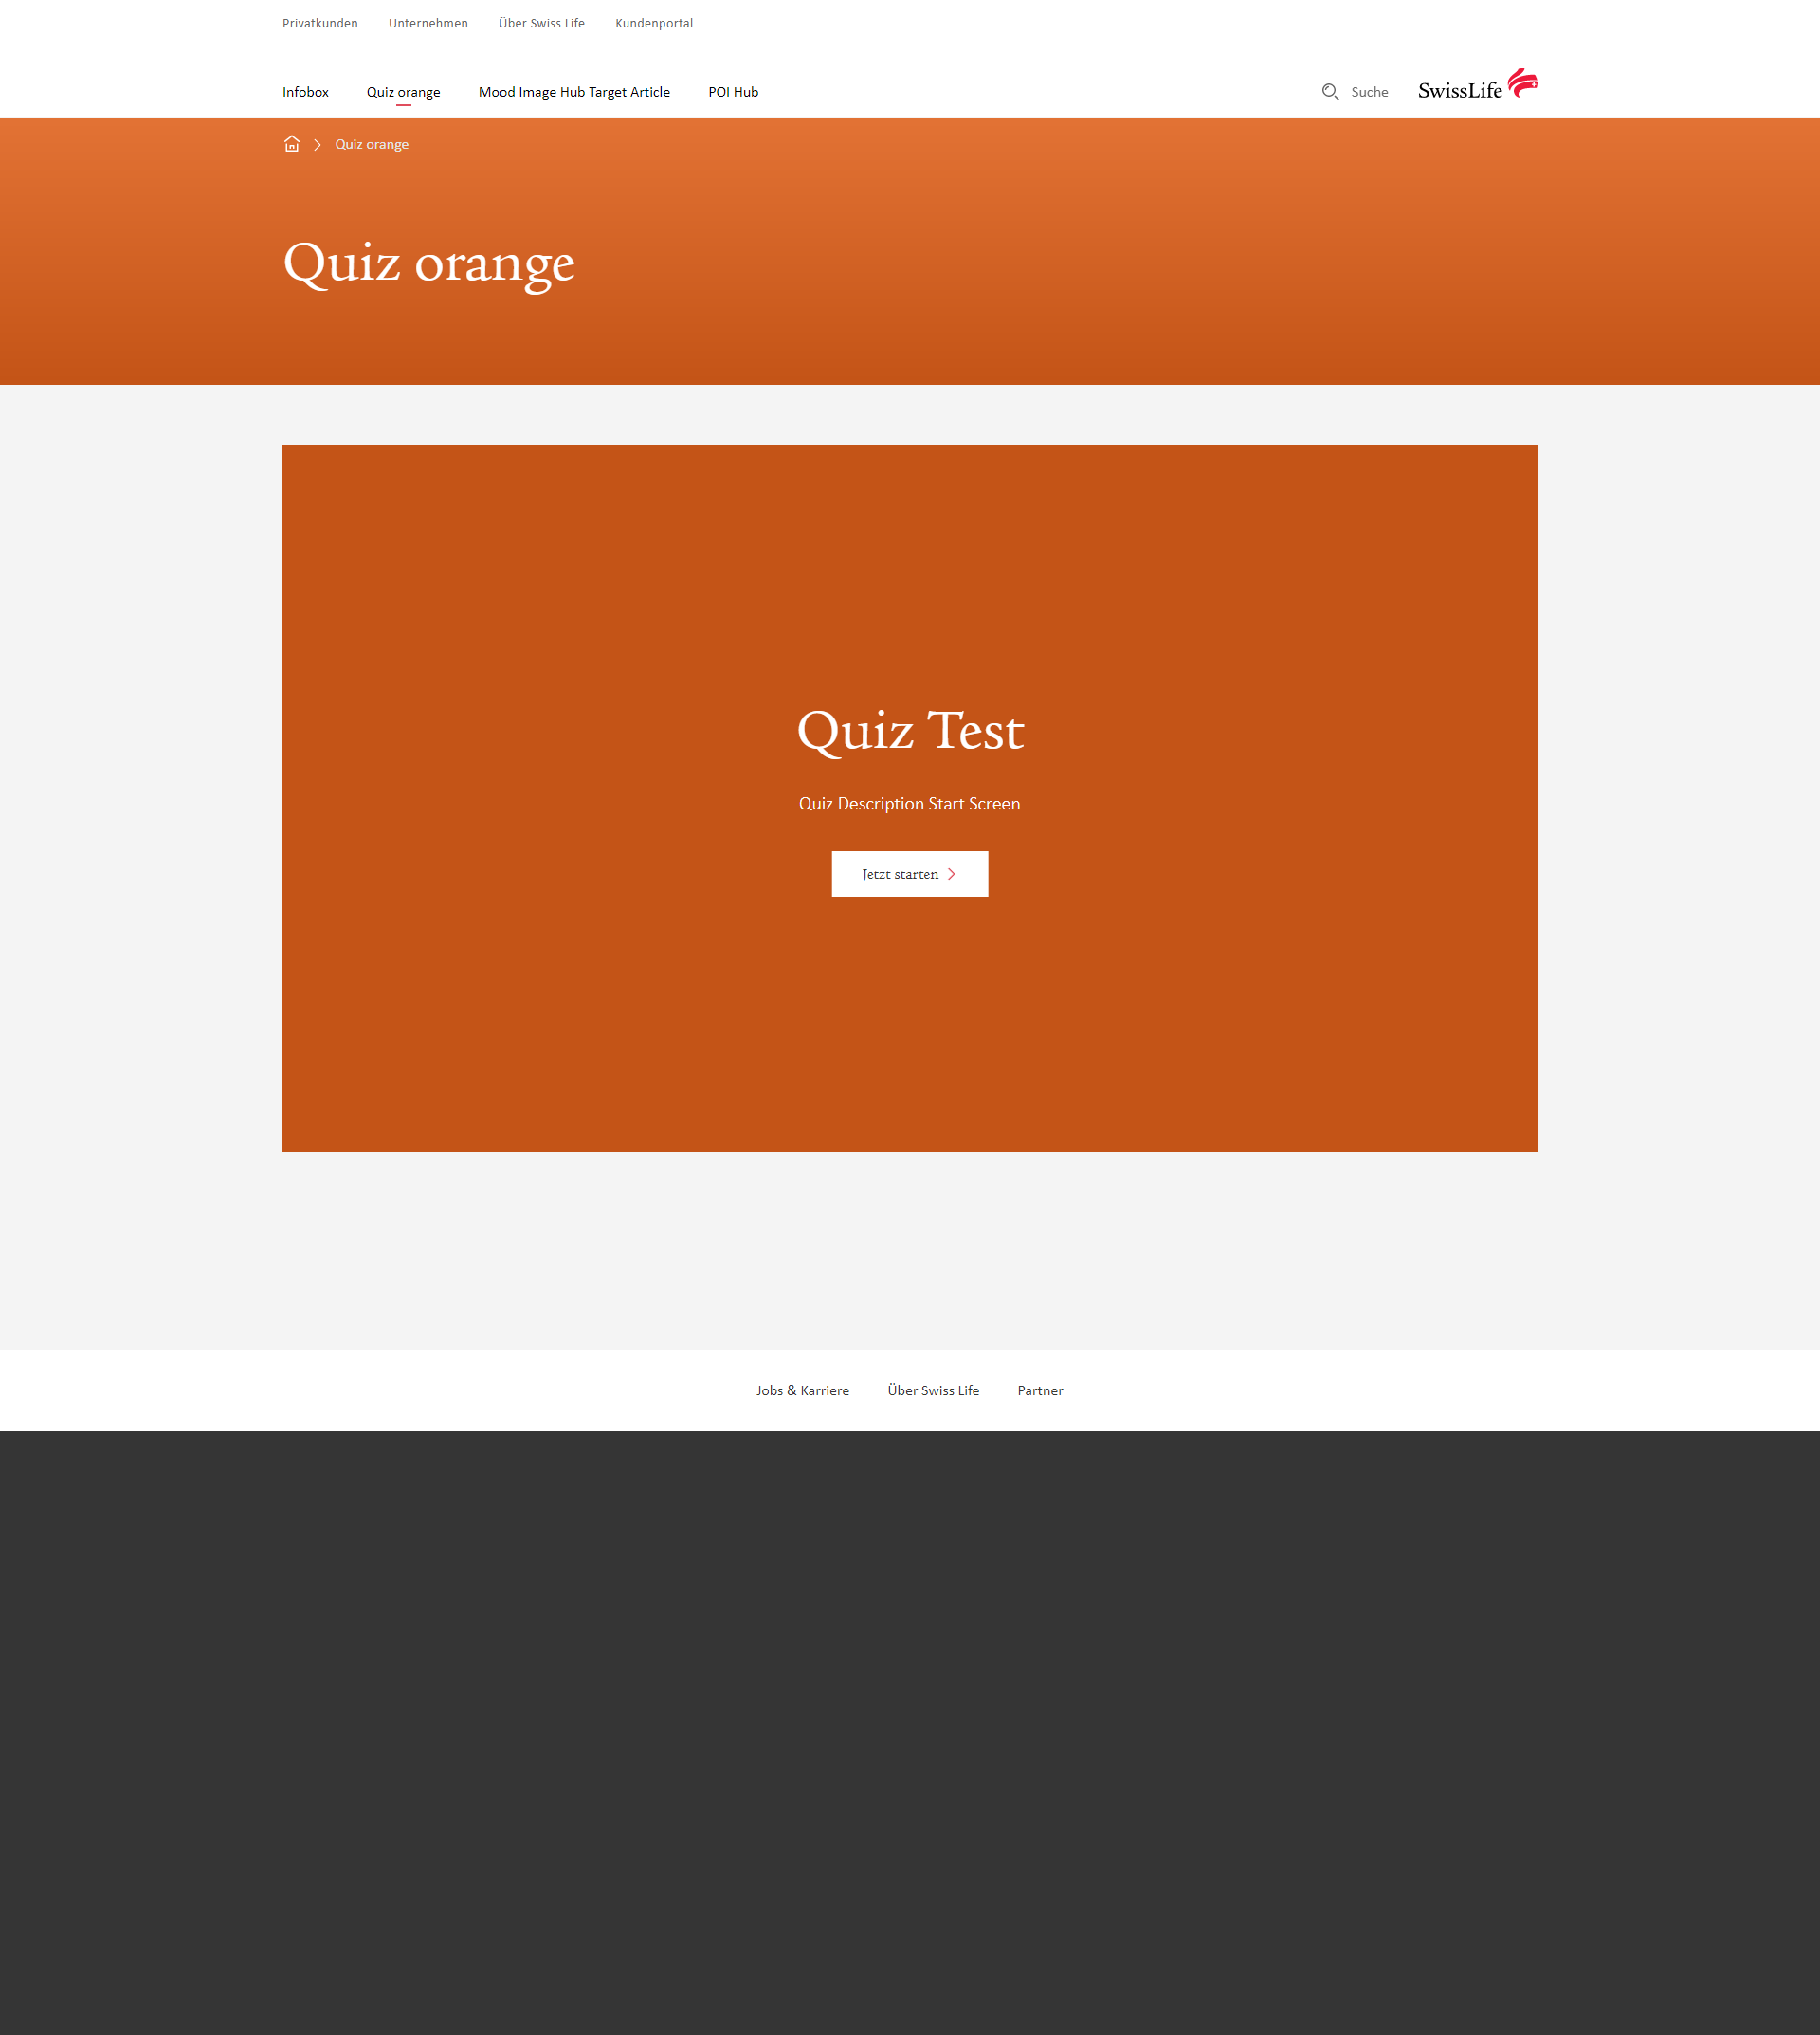 Privatkunden Unternehmen Über Swiss Life Kundenportal
Infobox Quiz orange Mood Image Hub Target Article POI Hub Suche SwissLife
Quiz orange
Quiz orange
Quiz Test
Quiz Description Start Screen
Jetzt starten
Jobs & Karriere Über Swiss Life Partner